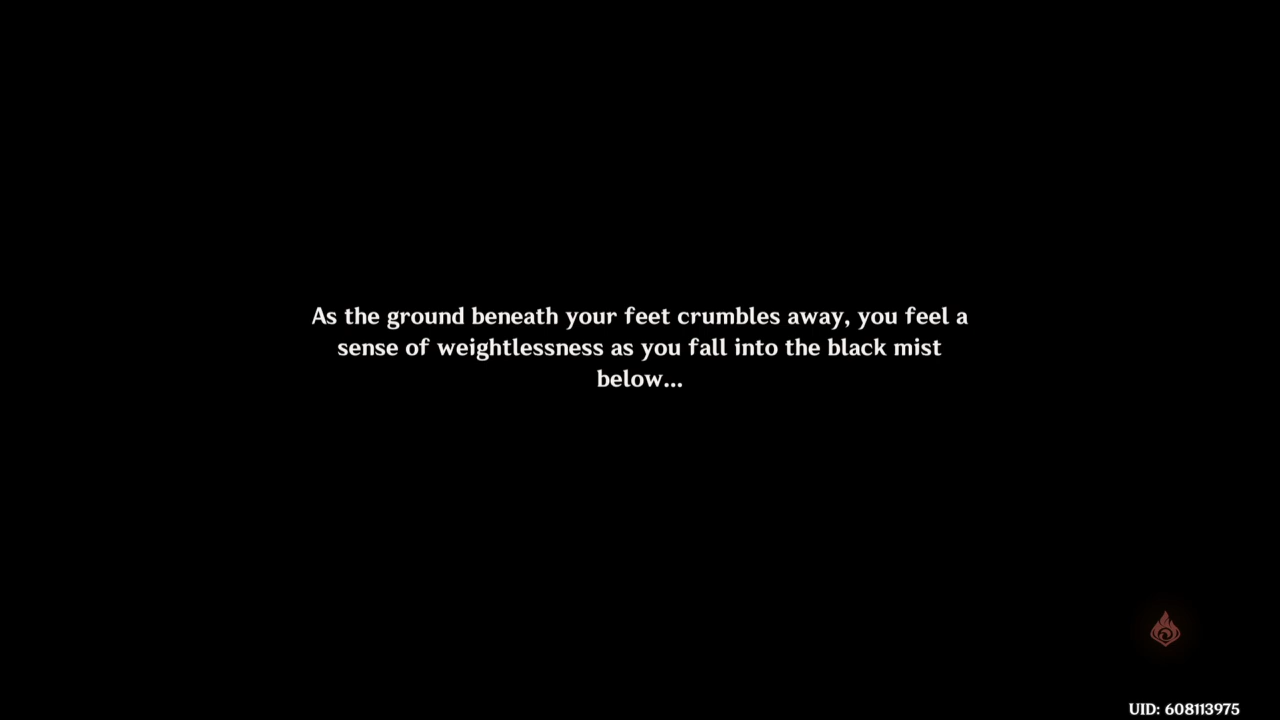 As the ground beneath your feet crumbles away, you feel a
sense of weightlessness as you fall into the black mist
below...
UID: 608113975